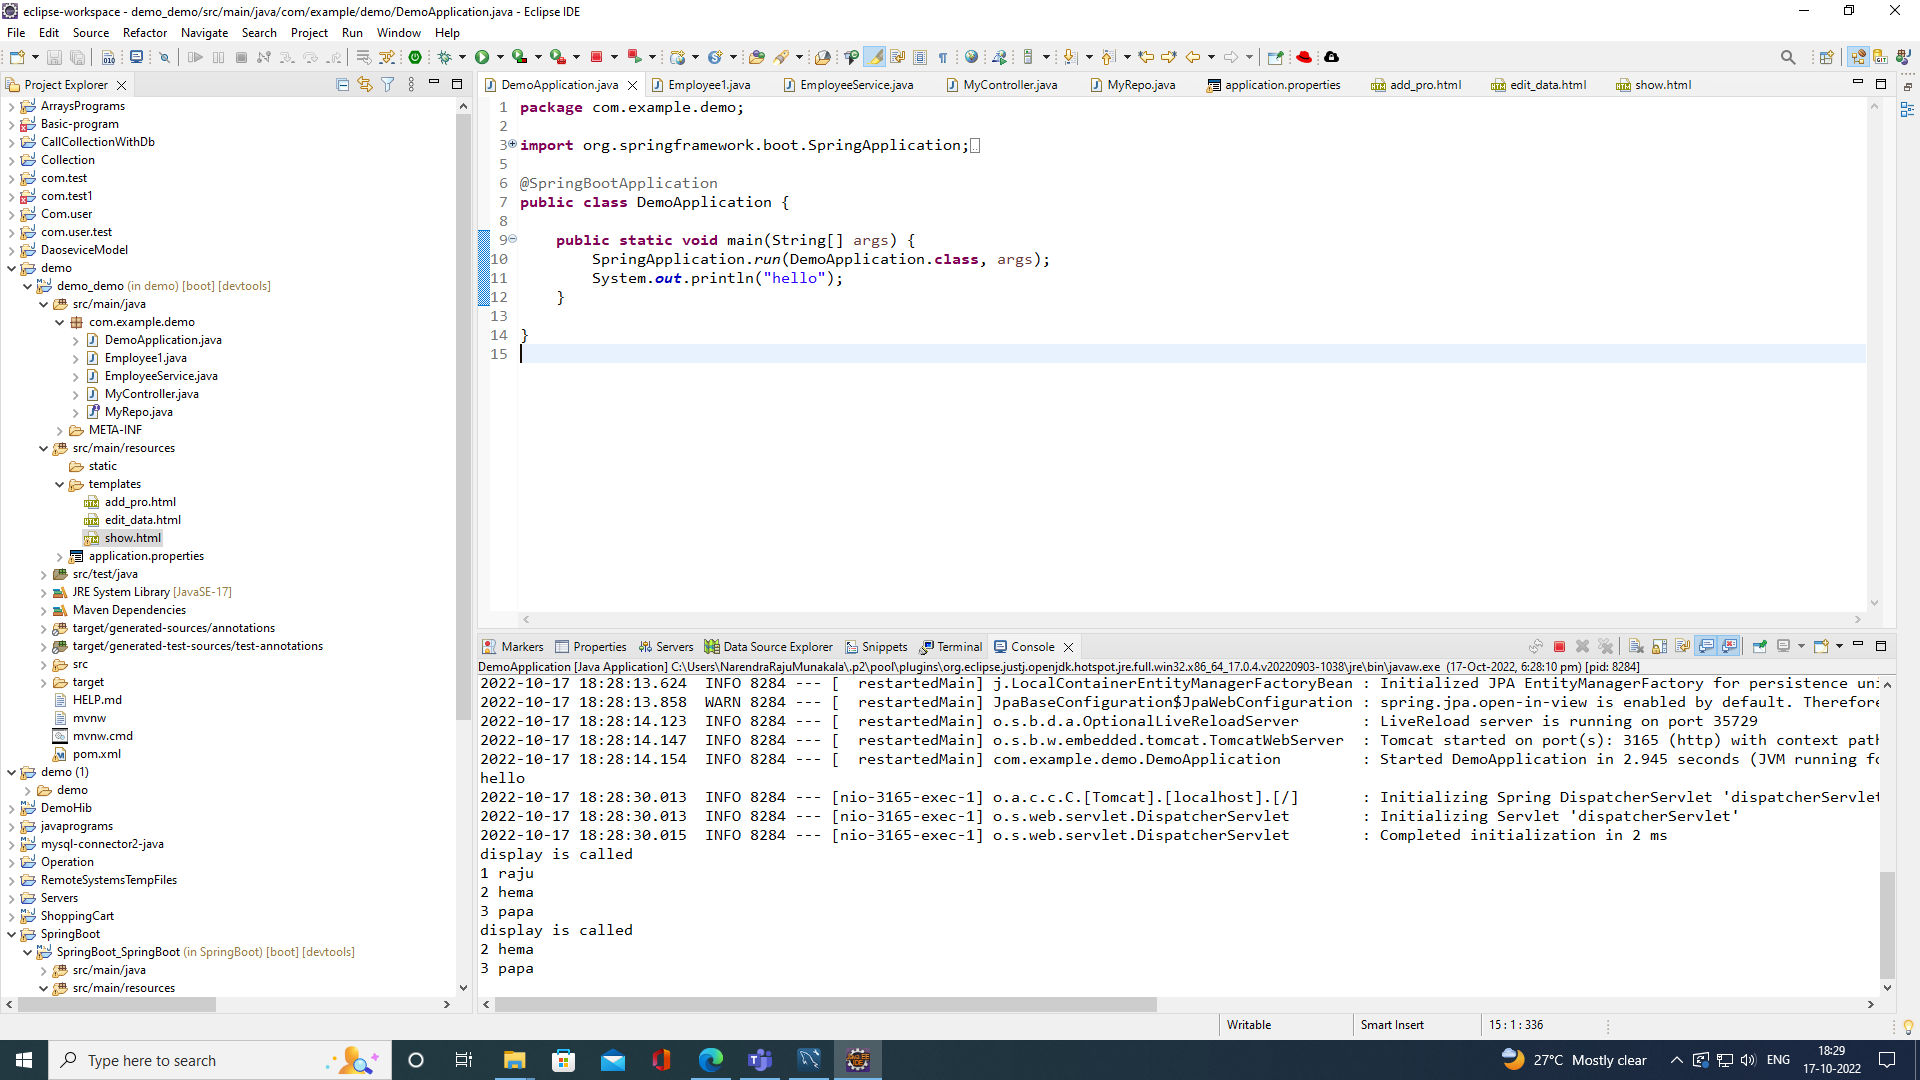 eclipse-workspace - demo_demo/src/main/java/com/example/demo/DemoApplication.java - Eclipse IDE
File Edit Source Refactor Navigate Search Project Run Window Help
Project Explorer
ArraysPrograms
Basic-program
CallCollectionWithDb
Collection
com.test
com.test1
Com.user
com.user.test
DaoseviceModel
demo
demo_demo (in demo) [boot] [devtools]
src/main/java
com.example.demo
DemoApplication.java
Employee1.java
EmployeeService.java
MyController.java
MyRepo.java
META-INF
src/main/resources
static
templates
add_pro.html
edit_data.html
show.html
application.properties
src/test/java
JRE System Library [JavaSE-17]
Maven Dependencies
target/generated-sources/annotations
target/generated-test-sources/test-annotations
src
target
HELP.md
mvnw
mvnw.cmd
pom.xml
demo (1)
demo
DemoHib
javaprograms
mysql-connector2-java
Operation
RemoteSystemsTempFiles
Servers
ShoppingCart
SpringBoot
SpringBoot_SpringBoot (in SpringBoot) [boot] [devtools]
src/main/java
src/main/resources
DemoApplication.java Employee1.java EmployeeService.java MyController.java MyRepo.java application.properties add_pro.html edit_data.html show.html
1 package com.example.demo;
2
3 import org.springframework.boot.SpringApplication;
5
6 @SpringBootApplication
7 public class DemoApplication {
8
9 public static void main(String[] args) {
10 SpringApplication.run(DemoApplication.class, args);
11 System.out.println("hello");
12 }
13
14 }
15
Markers Properties Servers Data Source Explorer Snippets Terminal Console
DemoApplication [Java Application] C:\Users\NarendraRajuMunakala\.p2\pool\plugins\org.eclipse.justj.openjdk.hotspot.jre.full.win32.x86_64_17.0.4.v20220903-1038\jre\bin\javaw.exe (17-Oct-2022, 6:28:10 pm) [pid: 8284]
2022-10-17 18:28:13.624 INFO 8284 --- [ restartedMain] j.LocalContainerEntityManagerFactoryBean : Initialized JPA EntityManagerFactory for persistence uni
2022-10-17 18:28:13.858 WARN 8284 --- [ restartedMain] JpaBaseConfiguration$JpaWebConfiguration : spring.jpa.open-in-view is enabled by default. Therefore
2022-10-17 18:28:14.123 INFO 8284 --- [ restartedMain] o.s.b.d.a.OptionalLiveReloadServer : LiveReload server is running on port 35729
2022-10-17 18:28:14.147 INFO 8284 --- [ restartedMain] o.s.b.w.embedded.tomcat.TomcatWebServer : Tomcat started on port(s): 3165 (http) with context path
2022-10-17 18:28:14.154 INFO 8284 --- [ restartedMain] com.example.demo.DemoApplication : Started DemoApplication in 2.945 seconds (JVM running fo
hello
2022-10-17 18:28:30.013 INFO 8284 --- [nio-3165-exec-1] o.a.c.c.C.[Tomcat].[localhost].[/] : Initializing Spring DispatcherServlet 'dispatcherServlet
2022-10-17 18:28:30.013 INFO 8284 --- [nio-3165-exec-1] o.s.web.servlet.DispatcherServlet : Initializing Servlet 'dispatcherServlet'
2022-10-17 18:28:30.015 INFO 8284 --- [nio-3165-exec-1] o.s.web.servlet.DispatcherServlet : Completed initialization in 2 ms
display is called
1 raju
2 hema
3 papa
display is called
2 hema
3 papa
Writable Smart Insert 15 : 1 : 336
Type here to search
27°C Mostly clear
ENG
18:29
17-10-2022